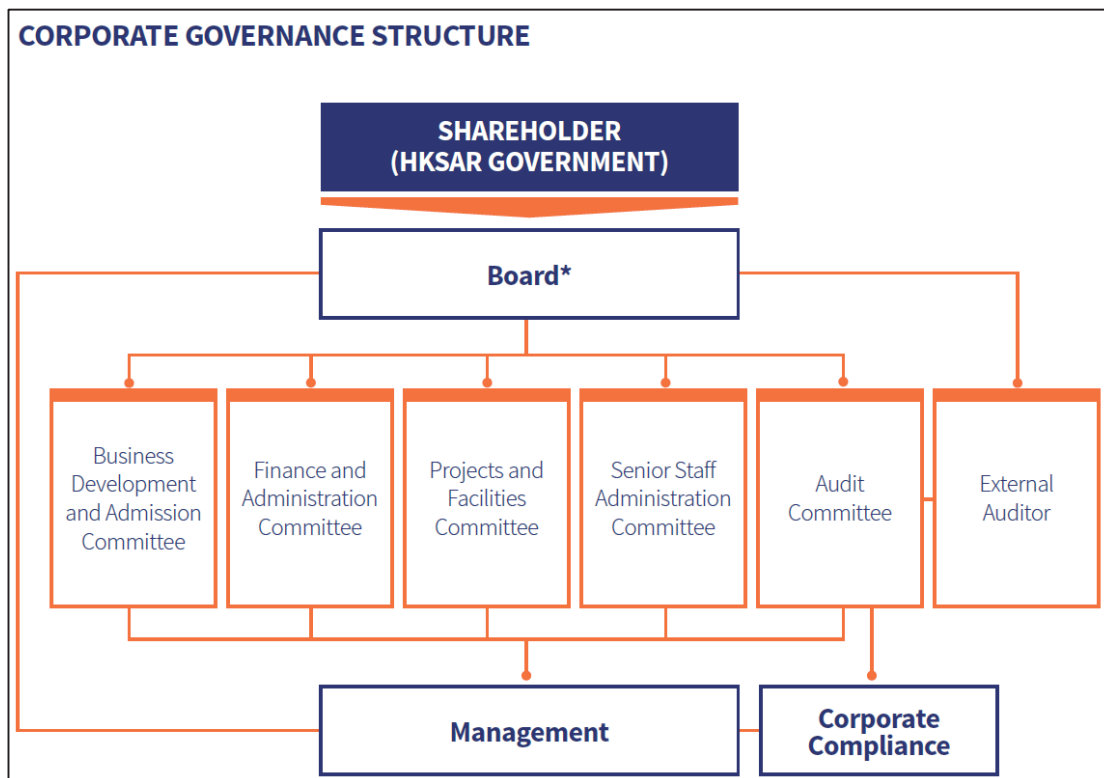 CORPORATE GOVERNANCE STRUCTURE
SHAREHOLDER
(HKSAR GOVERNMENT)
Board*
Business
Development
and Admission
Committee
Finance and
Administration
Committee
Projects and
Facilities
Committee
Senior Staff
Administration
Committee
Audit
Committee
External
Auditor
Management
Corporate
Compliance